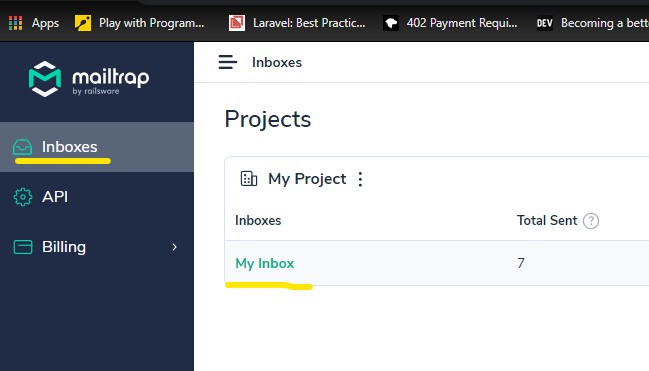 Apps Play with Program... Laravel: Best Practic... 402 Payment Requi... DEV Becoming a bett
mailtrap
by railsware
Inboxes
API
Billing
Inboxes
Projects
My Project
Inboxes Total Sent ?
My Inbox 7